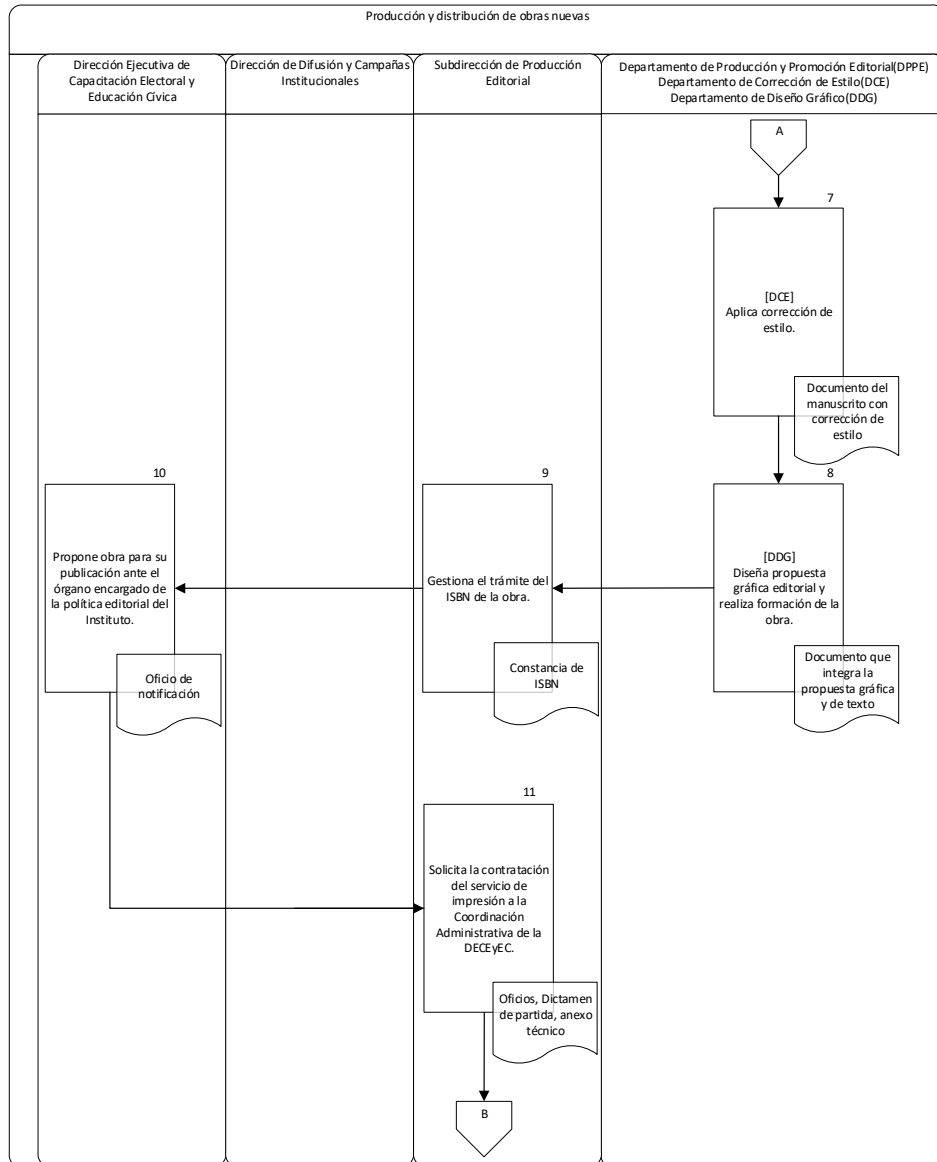 Producción y distribución de obras nuevas
Dirección Ejecutiva de
Capacitación Electoral y
Educación Cívica
Dirección de Difusión y Campañas
Institucionales
Subdirección de Producción
Editorial
Departamento de Producción y Promoción Editorial(DPPE)
Departamento de Corrección de Estilo(DCE)
Departamento de Diseño Gráfico(DDG)
A
7
[DCE]
Aplica corrección de
estilo.
Documento del
manuscrito con
corrección de
estilo
8
[DDG]
Diseña propuesta
gráfica editorial y
realiza formación de la
obra.
Documento que
integra la
propuesta gráfica
y de texto
9
Gestiona el trámite del
ISBN de la obra.
Constancia de
ISBN
10
Propone obra para su
publicación ante el
órgano encargado de
la política editorial del
Instituto.
Oficio de
notificación
11
Solicita la contratación
del servicio de
impresión a la
Coordinación
Administrativa de la
DECEyEC.
Oficios, Dictamen
de partida, anexo
técnico
B